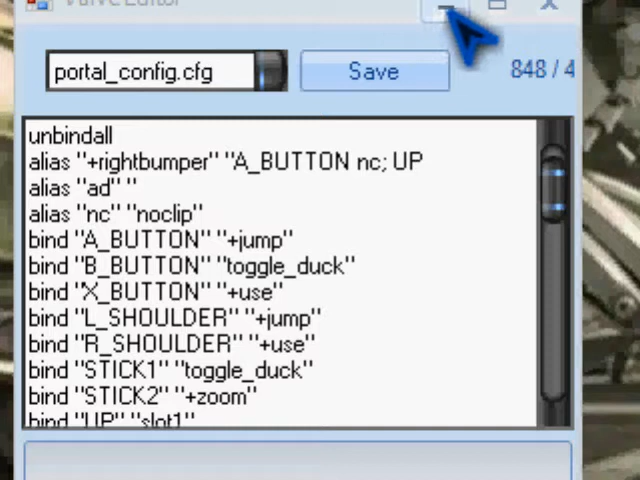 Valve Editor
portal_config.cfg
Save
848 / 4
unbindall
alias "+rightbumper" "A_BUTTON nc; UP
alias "ad" "
alias "nc" "noclip"
bind "A_BUTTON" "+jump"
bind "B_BUTTON" "toggle_duck"
bind "X_BUTTON" "+use"
bind "L_SHOULDER" "+jump"
bind "R_SHOULDER" "+use"
bind "STICK1" "toggle_duck"
bind "STICK2" "+zoom"
bind "UP" "slot1"